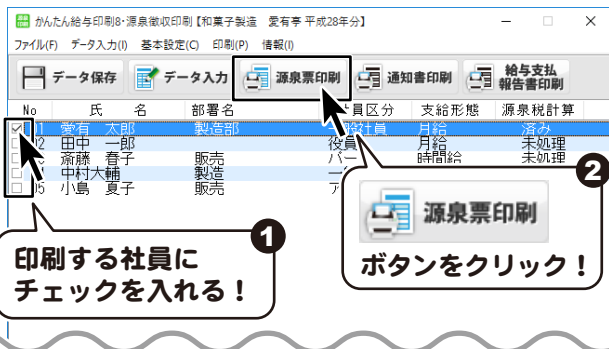 かんたん給与印刷8・源泉徴収印刷【和菓子製造 愛有亭 平成28年分】
ファイル(F) データ入力(I) 基本設定(C) 印刷(P) 情報(I)
データ保存 データ入力 源泉票印刷 通知書印刷 給与支払報告書印刷
No 氏 名 部署名 員区分 支給形態 源泉税計算
愛有 太郎 製造部 一般社員 月給 済み
田中 一郎 役員 月給 未処理
斎藤 春子 販売 パー 時間給 未処理
中村大輔 製造 一
小島 夏子 販売 ア
1
印刷する社員に
チェックを入れる！
2
源泉票印刷
ボタンをクリック！